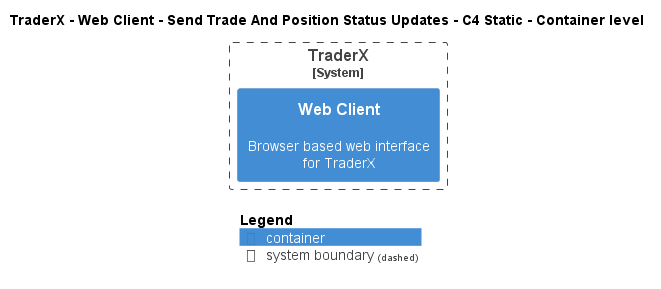 TraderX - Web Client - Send Trade And Position Status Updates - C4 Static - Container level
TraderX
[System]
Web Client
Browser based web interface
for TraderX
Legend
container
system boundary (dashed)